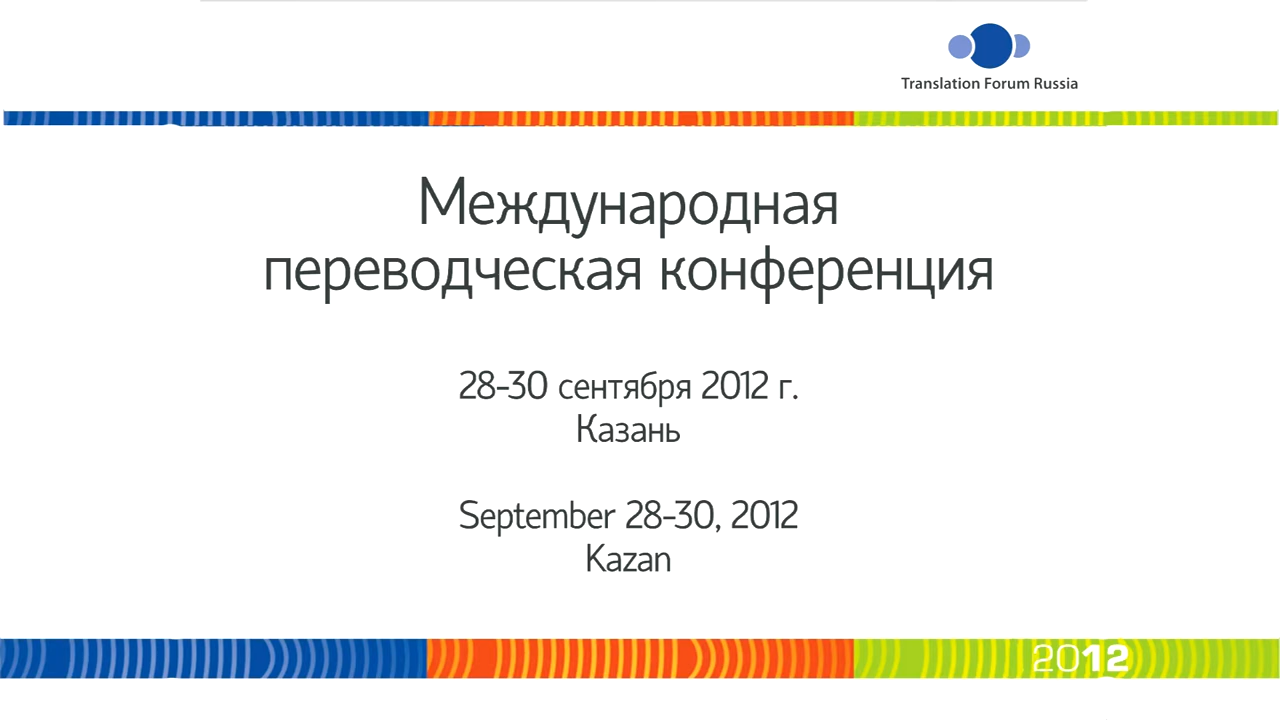 Translation Forum Russia
Международная
переводческая конференция
28-30 сентября 2012 г.
Казань
September 28-30, 2012
Kazan
2012